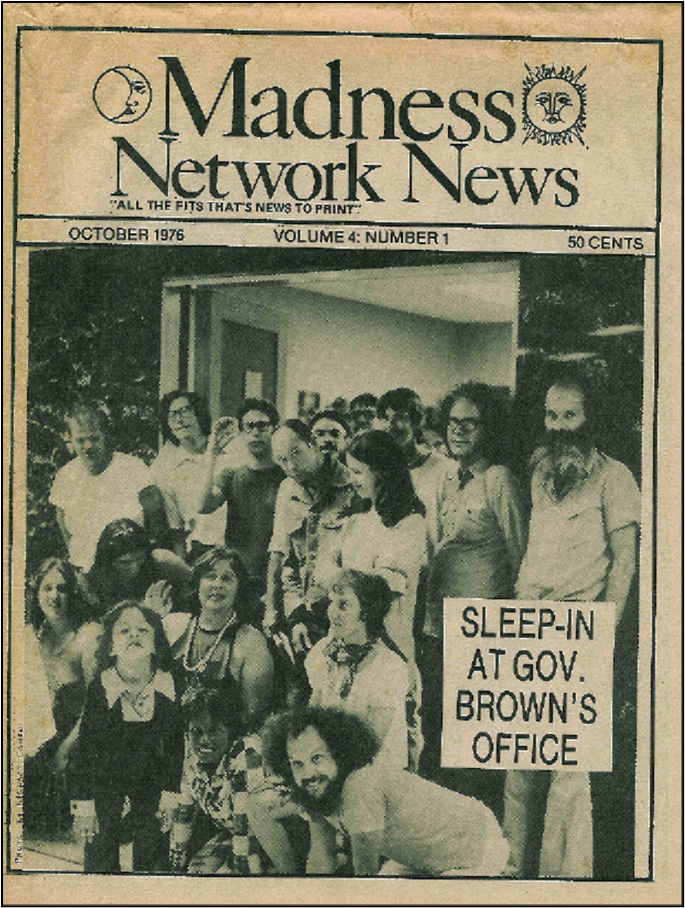 Madness
Network News
"ALL THE FITS THAT'S NEWS TO PRINT"
OCTOBER 1976
VOLUME 4: NUMBER 1
50 CENTS
SLEEP-IN
AT GOV.
BROWN'S
OFFICE